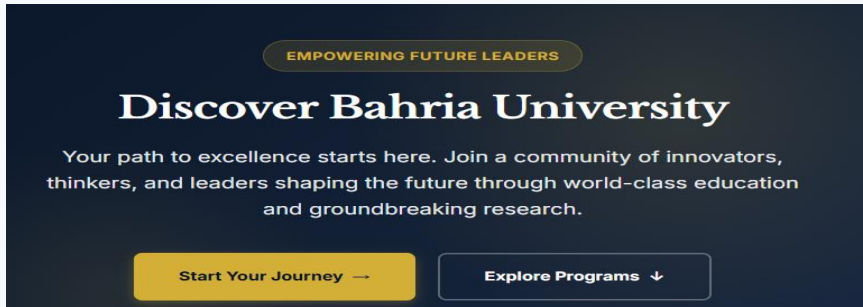 EMPOWERING FUTURE LEADERS
Discover Bahria University
Your path to excellence starts here. Join a community of innovators,
thinkers, and leaders shaping the future through world-class education
and groundbreaking research.
Start Your Journey →
Explore Programs ↓